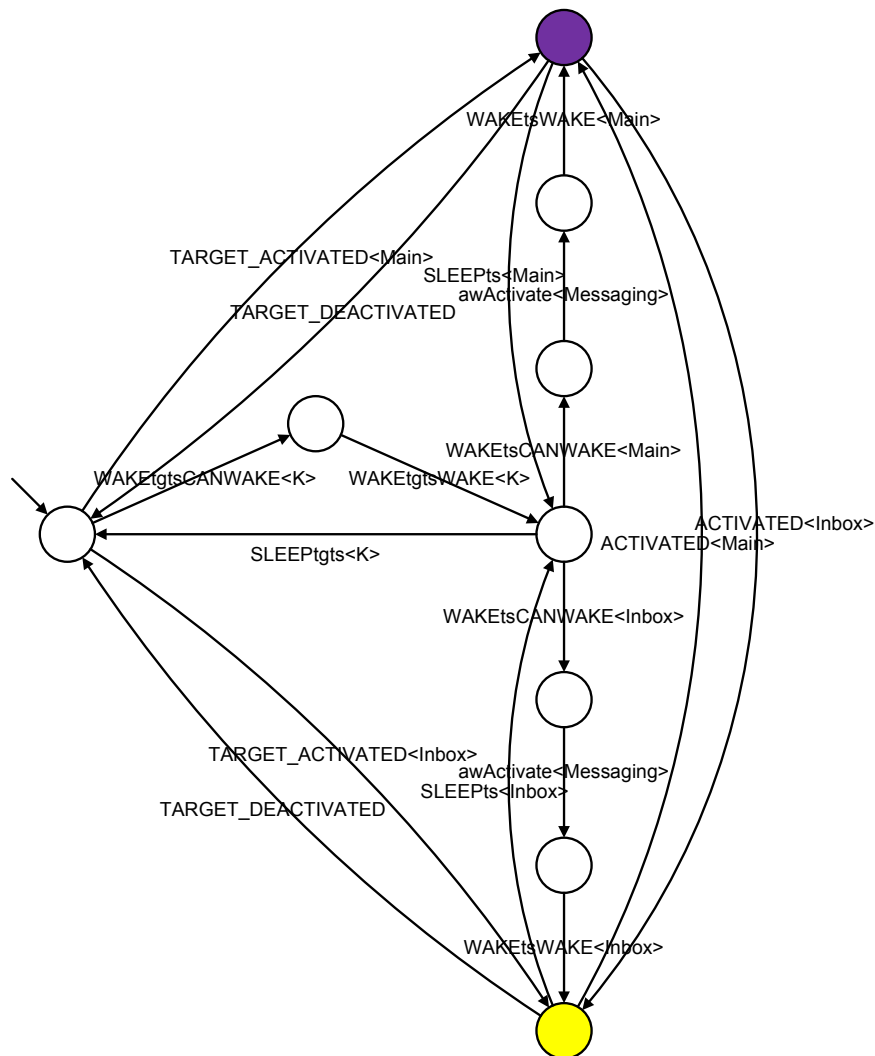 WAKEtsWAKE<Main>
TARGET_ACTIVATED<Main>
SLEEPts<Main>
awActivate<Messaging>
TARGET_DEACTIVATED
WAKEtsCANWAKE<Main>
WAKEtgtsCANWAKE<K>
WAKEtgtsWAKE<K>
ACTIVATED<Inbox>
ACTIVATED<Main>
SLEEPtgts<K>
WAKEtsCANWAKE<Inbox>
TARGET_ACTIVATED<Inbox>
awActivate<Messaging>
SLEEPts<Inbox>
TARGET_DEACTIVATED
WAKEtsWAKE<Inbox>